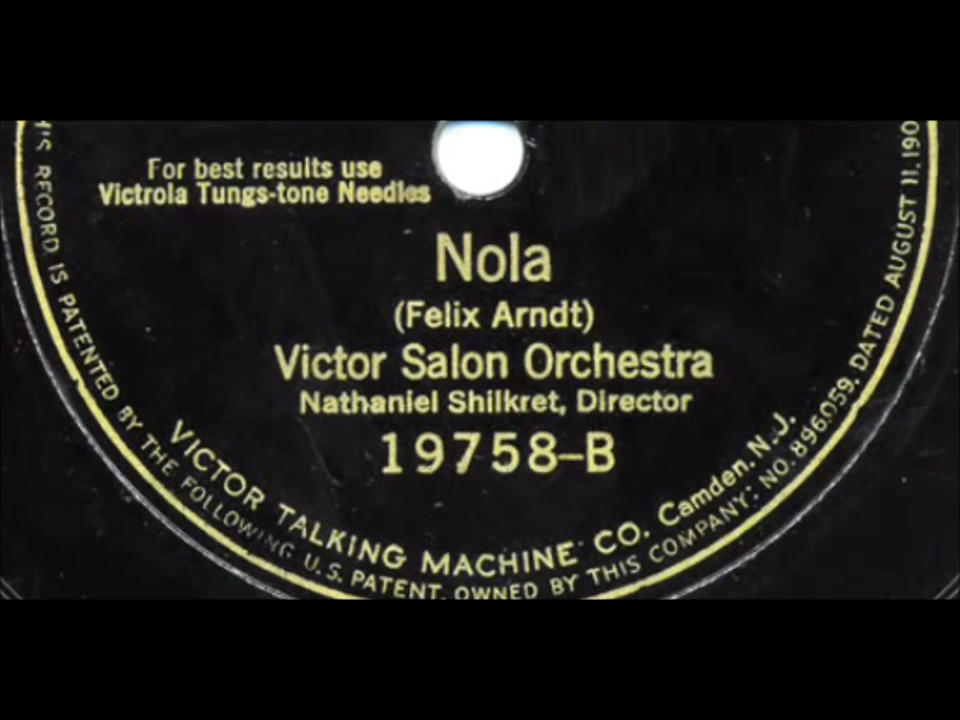 For best results use
Victrola Tungs-tone Needles
Nola
(Felix Arndt)
Victor Salon Orchestra
Nathaniel Shilkret, Director
19758-B
VICTOR TALKING MACHINE CO. Camden, N.J.
RECORD IS PATENTED BY THE FOLLOWING U.S. PATENT, OWNED BY THIS COMPANY: NO. 896,059, DATED AUGUST 11,